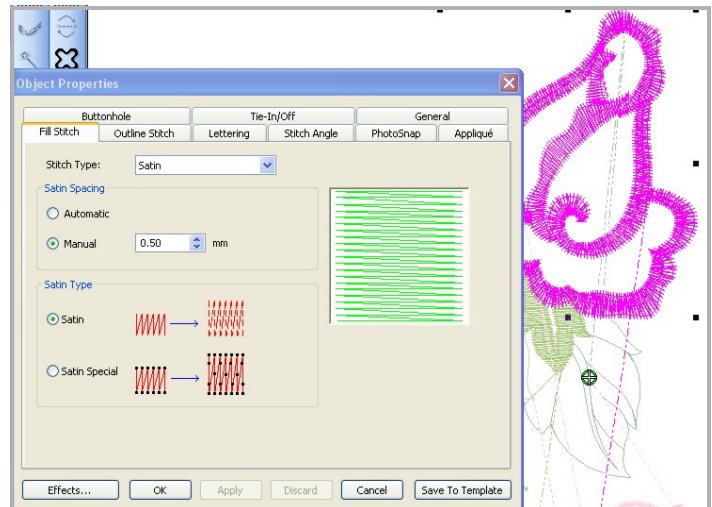 Object Properties
Buttonhole Tie-In/Off General
Fill Stitch Outline Stitch Lettering Stitch Angle PhotoSnap Appliqué
Stitch Type: Satin
Satin Spacing
Automatic
Manual 0.50 mm
Satin Type
Satin
Satin Special
Effects... OK Apply Discard Cancel Save To Template